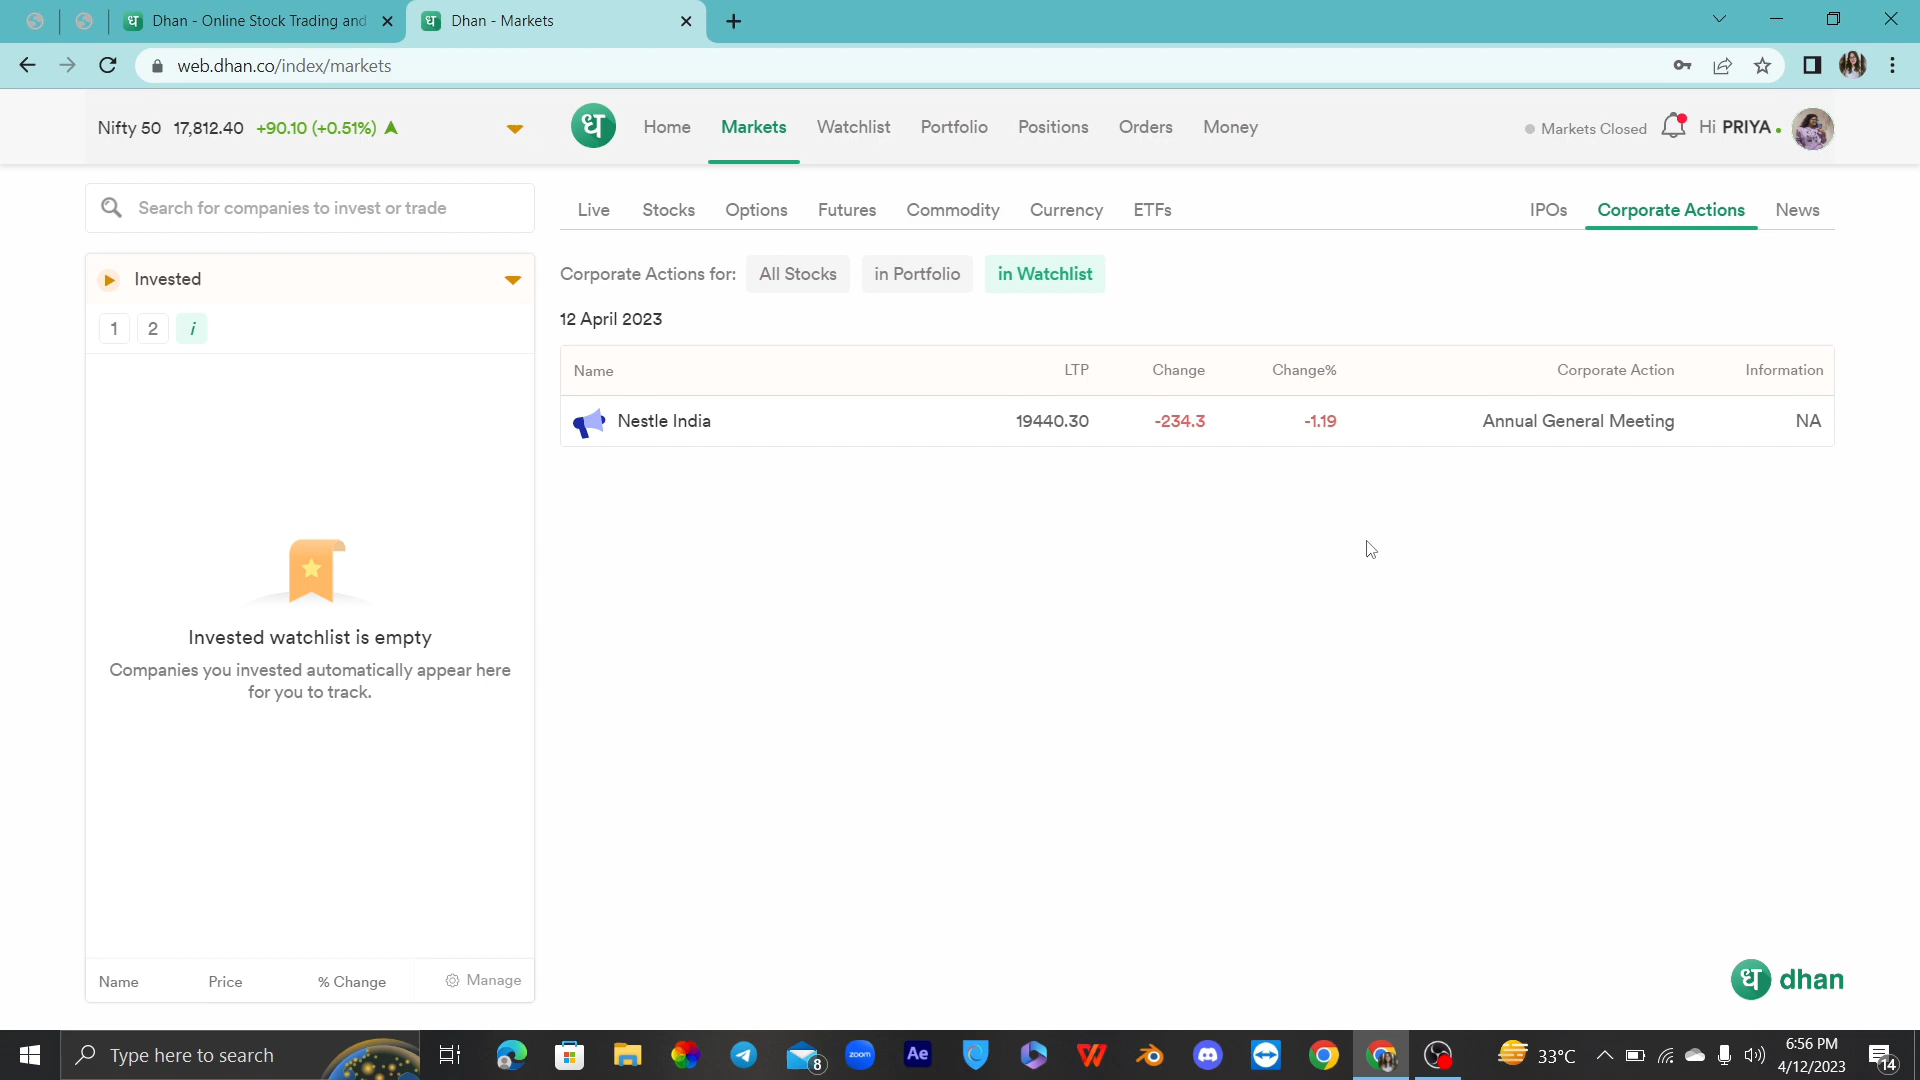 Dhan - Online Stock Trading and
Dhan - Markets
web.dhan.co/index/markets
Nifty 50 17,812.40 +90.10 (+0.51%)
ध
Home Markets Watchlist Portfolio Positions Orders Money
Markets Closed
Hi PRIYA
Search for companies to invest or trade
Live Stocks Options Futures Commodity Currency ETFs
IPOs Corporate Actions News
Invested
1 2 i
Corporate Actions for: All Stocks in Portfolio in Watchlist
12 April 2023
Name LTP Change Change% Corporate Action Information
Nestle India 19440.30 -234.3 -1.19 Annual General Meeting NA
Invested watchlist is empty
Companies you invested automatically appear here
for you to track.
Name Price % Change Manage
ध dhan
Type here to search
8
zoom
Ae
33°C
6:56 PM
4/12/2023
14